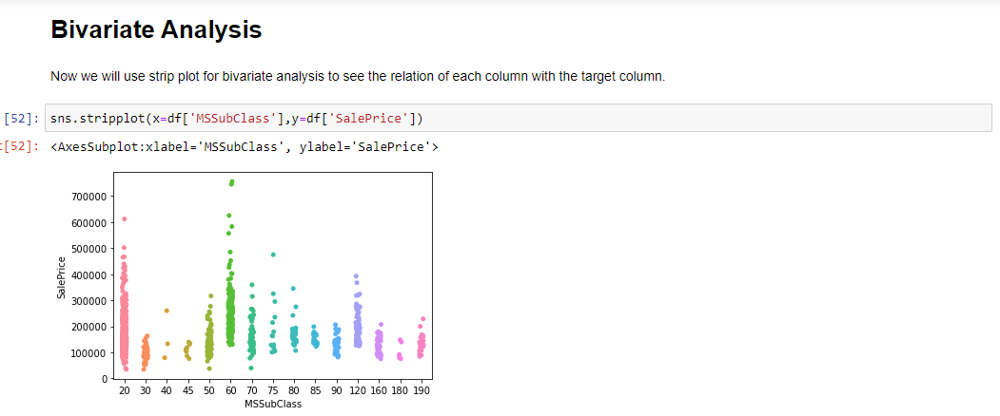 Bivariate Analysis
Now we will use strip plot for bivariate analysis to see the relation of each column with the target column.
[52]: sns.stripplot(x=df['MSSubClass'],y=df['SalePrice'])
t[52]: <AxesSubplot:xlabel='MSSubClass', ylabel='SalePrice'>
700000
600000
500000
400000
300000
200000
100000
0
SalePrice
20 30 40 45 50 60 70 75 80 85 90 120 160 180 190
MSSubClass